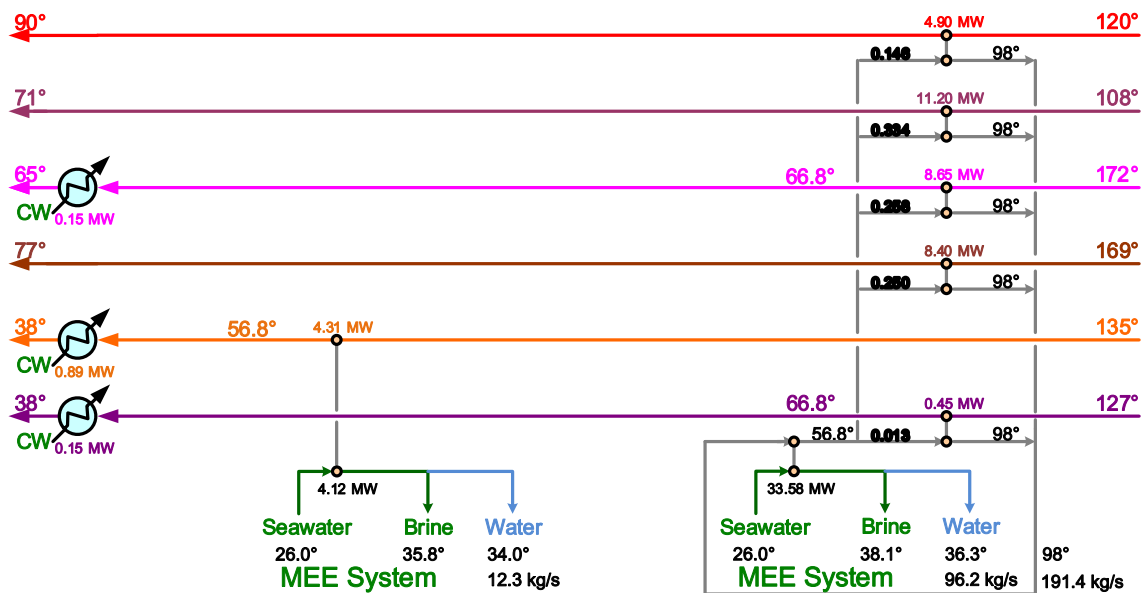 90° 4.90 MW 120°
0.146 98°
71° 11.20 MW 108°
0.334 98°
65° 66.8° 8.65 MW 172°
CW 0.15 MW 0.258 98°
77° 8.40 MW 169°
0.250 98°
38° 56.8° 4.31 MW 135°
CW 0.89 MW
38° 66.8° 0.45 MW 127°
CW 0.15 MW 56.8° 0.013 98°
4.12 MW 33.58 MW
Seawater Brine Water Seawater Brine Water
26.0° 35.8° 34.0° 26.0° 38.1° 36.3° 98°
MEE System 12.3 kg/s MEE System 96.2 kg/s 191.4 kg/s